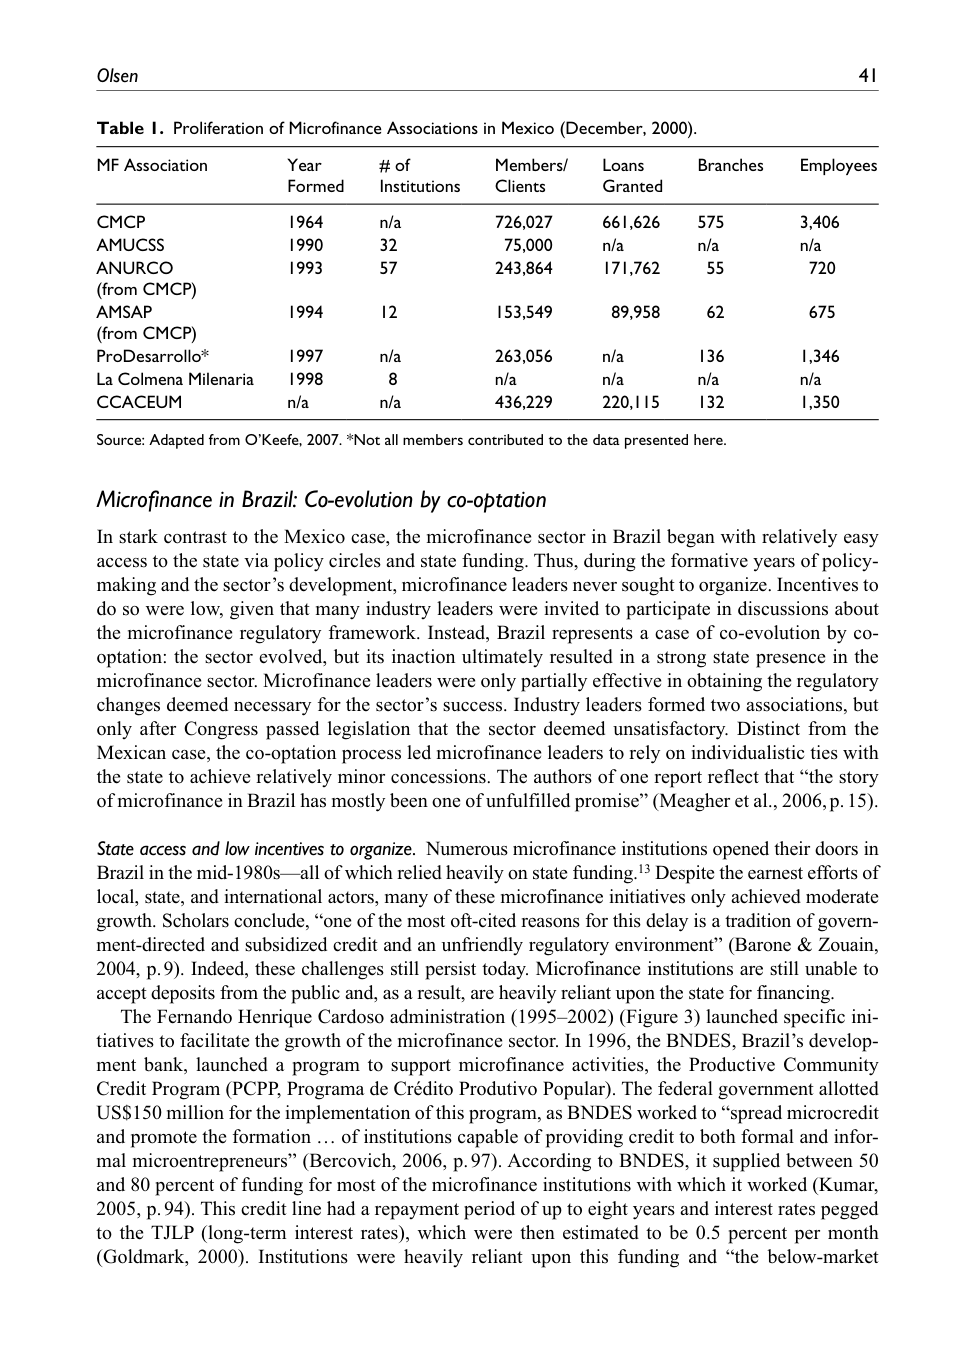 Olsen 41
Table 1. Proliferation of Microfinance Associations in Mexico (December, 2000).
MF Association Year Formed # of Institutions Members/ Clients Loans Granted Branches Employees
CMCP 1964 n/a 726,027 661,626 575 3,406
AMUCSS 1990 32 75,000 n/a n/a n/a
ANURCO 1993 57 243,864 171,762 55 720
(from CMCP)
AMSAP 1994 12 153,549 89,958 62 675
(from CMCP)
ProDesarrollo* 1997 n/a 263,056 n/a 136 1,346
La Colmena Milenaria 1998 8 n/a n/a n/a n/a
CCACEUM n/a n/a 436,229 220,115 132 1,350
Source: Adapted from O’Keefe, 2007. *Not all members contributed to the data presented here.
Microfinance in Brazil: Co-evolution by co-optation
In stark contrast to the Mexico case, the microfinance sector in Brazil began with relatively easy
access to the state via policy circles and state funding. Thus, during the formative years of policy-
making and the sector’s development, microfinance leaders never sought to organize. Incentives to
do so were low, given that many industry leaders were invited to participate in discussions about
the microfinance regulatory framework. Instead, Brazil represents a case of co-evolution by co-
optation: the sector evolved, but its inaction ultimately resulted in a strong state presence in the
microfinance sector. Microfinance leaders were only partially effective in obtaining the regulatory
changes deemed necessary for the sector’s success. Industry leaders formed two associations, but
only after Congress passed legislation that the sector deemed unsatisfactory. Distinct from the
Mexican case, the co-optation process led microfinance leaders to rely on individualistic ties with
the state to achieve relatively minor concessions. The authors of one report reflect that “the story
of microfinance in Brazil has mostly been one of unfulfilled promise” (Meagher et al., 2006, p. 15).
State access and low incentives to organize. Numerous microfinance institutions opened their doors in
Brazil in the mid-1980s—all of which relied heavily on state funding.13 Despite the earnest efforts of
local, state, and international actors, many of these microfinance initiatives only achieved moderate
growth. Scholars conclude, “one of the most oft-cited reasons for this delay is a tradition of govern-
ment-directed and subsidized credit and an unfriendly regulatory environment” (Barone & Zouain,
2004, p. 9). Indeed, these challenges still persist today. Microfinance institutions are still unable to
accept deposits from the public and, as a result, are heavily reliant upon the state for financing.
The Fernando Henrique Cardoso administration (1995–2002) (Figure 3) launched specific ini-
tiatives to facilitate the growth of the microfinance sector. In 1996, the BNDES, Brazil’s develop-
ment bank, launched a program to support microfinance activities, the Productive Community
Credit Program (PCPP, Programa de Crédito Produtivo Popular). The federal government allotted
US$150 million for the implementation of this program, as BNDES worked to “spread microcredit
and promote the formation … of institutions capable of providing credit to both formal and infor-
mal microentrepreneurs” (Bercovich, 2006, p. 97). According to BNDES, it supplied between 50
and 80 percent of funding for most of the microfinance institutions with which it worked (Kumar,
2005, p. 94). This credit line had a repayment period of up to eight years and interest rates pegged
to the TJLP (long-term interest rates), which were then estimated to be 0.5 percent per month
(Goldmark, 2000). Institutions were heavily reliant upon this funding and “the below-market